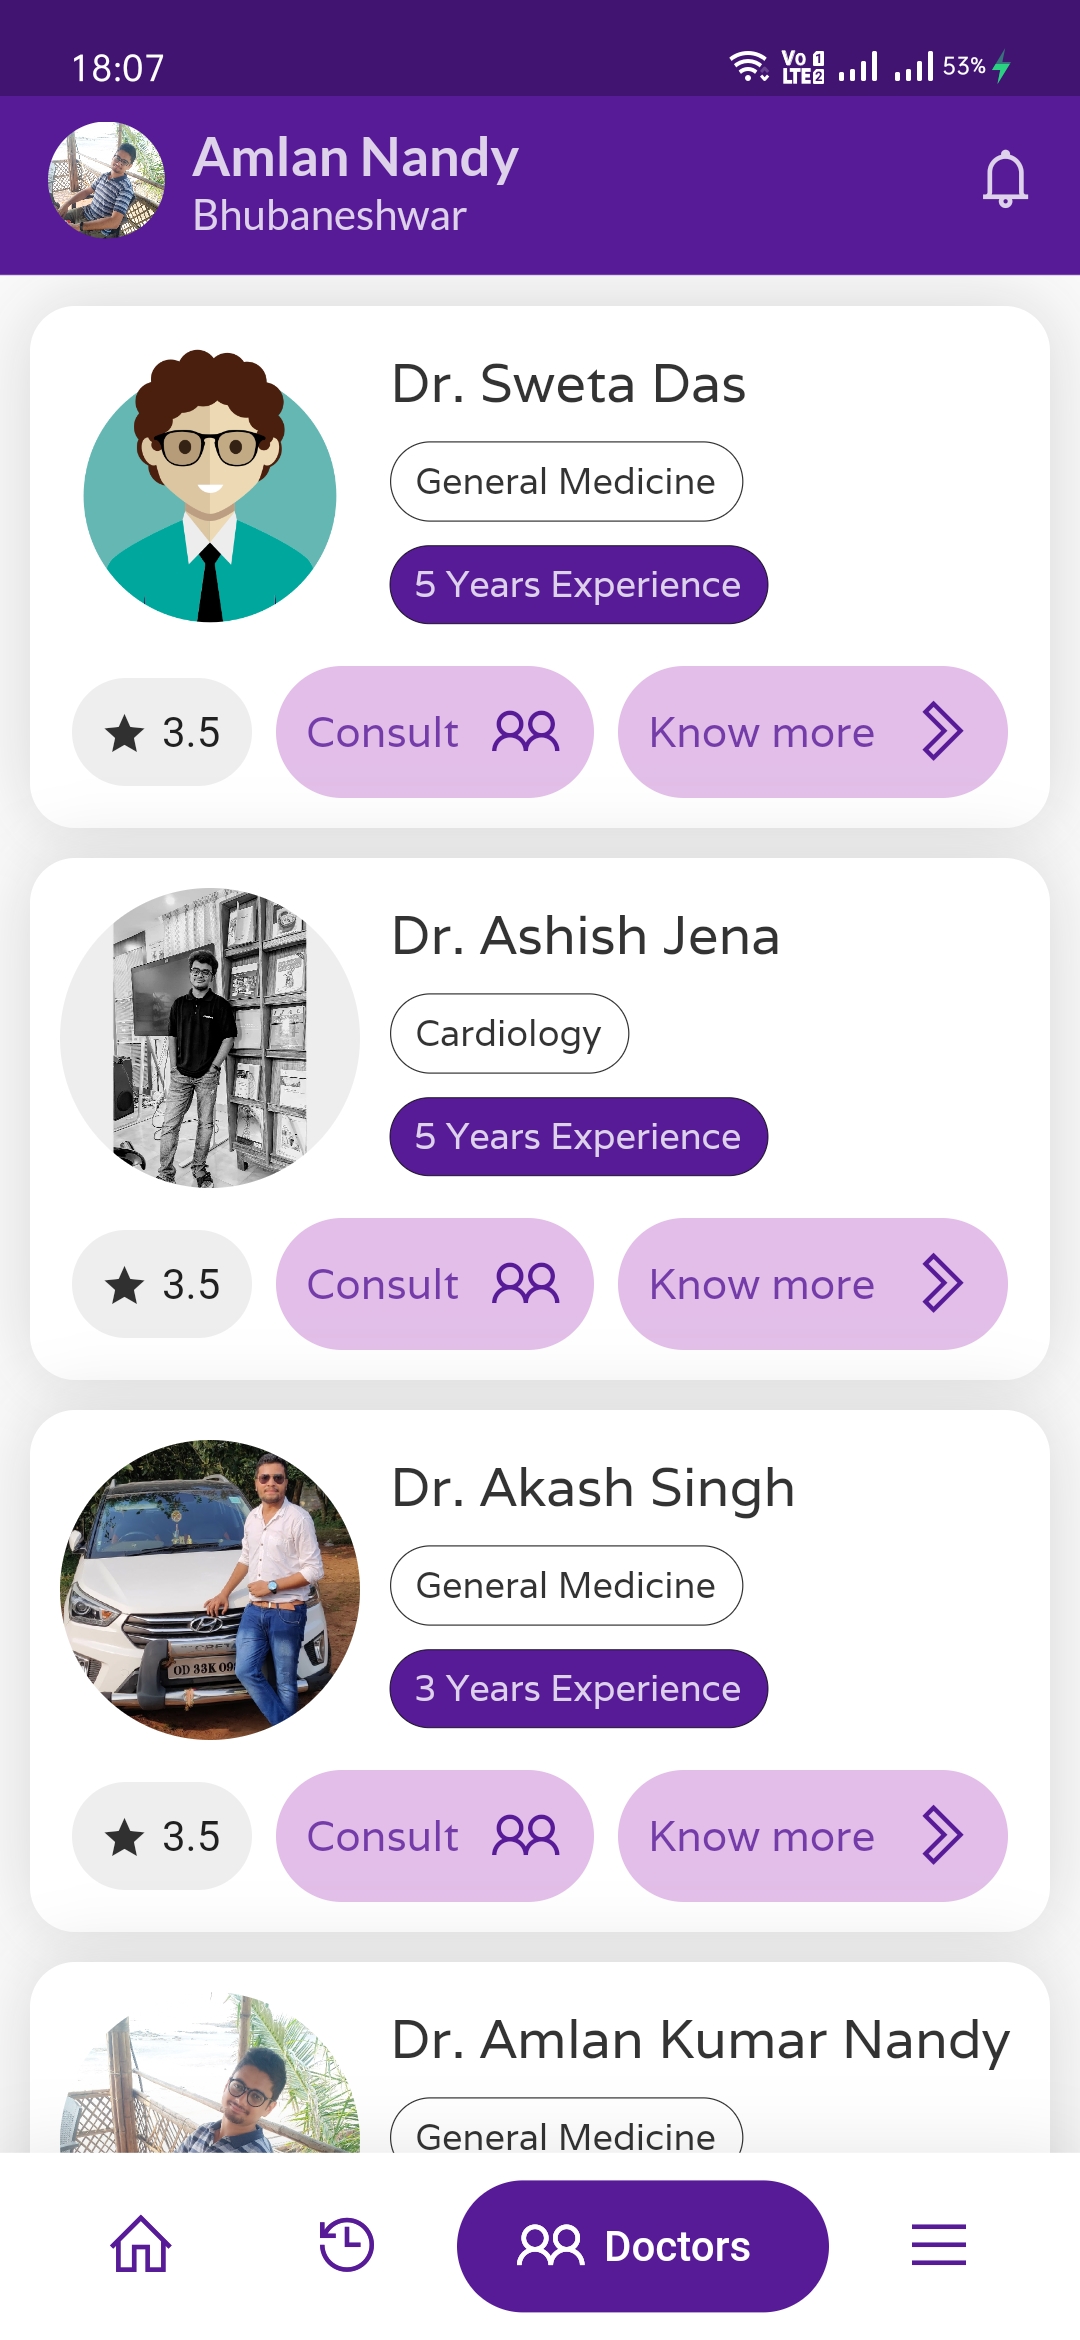 18:07
Vo 1
LTE 2
53%
Amlan Nandy
Bhubaneshwar
Dr. Sweta Das
General Medicine
5 Years Experience
3.5
Consult
Know more
Dr. Ashish Jena
Cardiology
5 Years Experience
3.5
Consult
Know more
Dr. Akash Singh
General Medicine
3 Years Experience
OD 33K
3.5
Consult
Know more
Dr. Amlan Kumar Nandy
General Medicine
Doctors